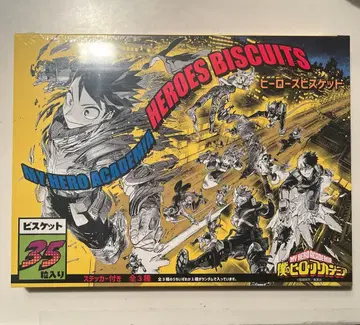 HEROES BISCUITS
ヒーローズビスケット
MY HERO ACADEMIA
ビスケット
35
粒入り
ステッカー付き 全3種
MY HERO ACADEMIA
僕のヒーローアカデミア